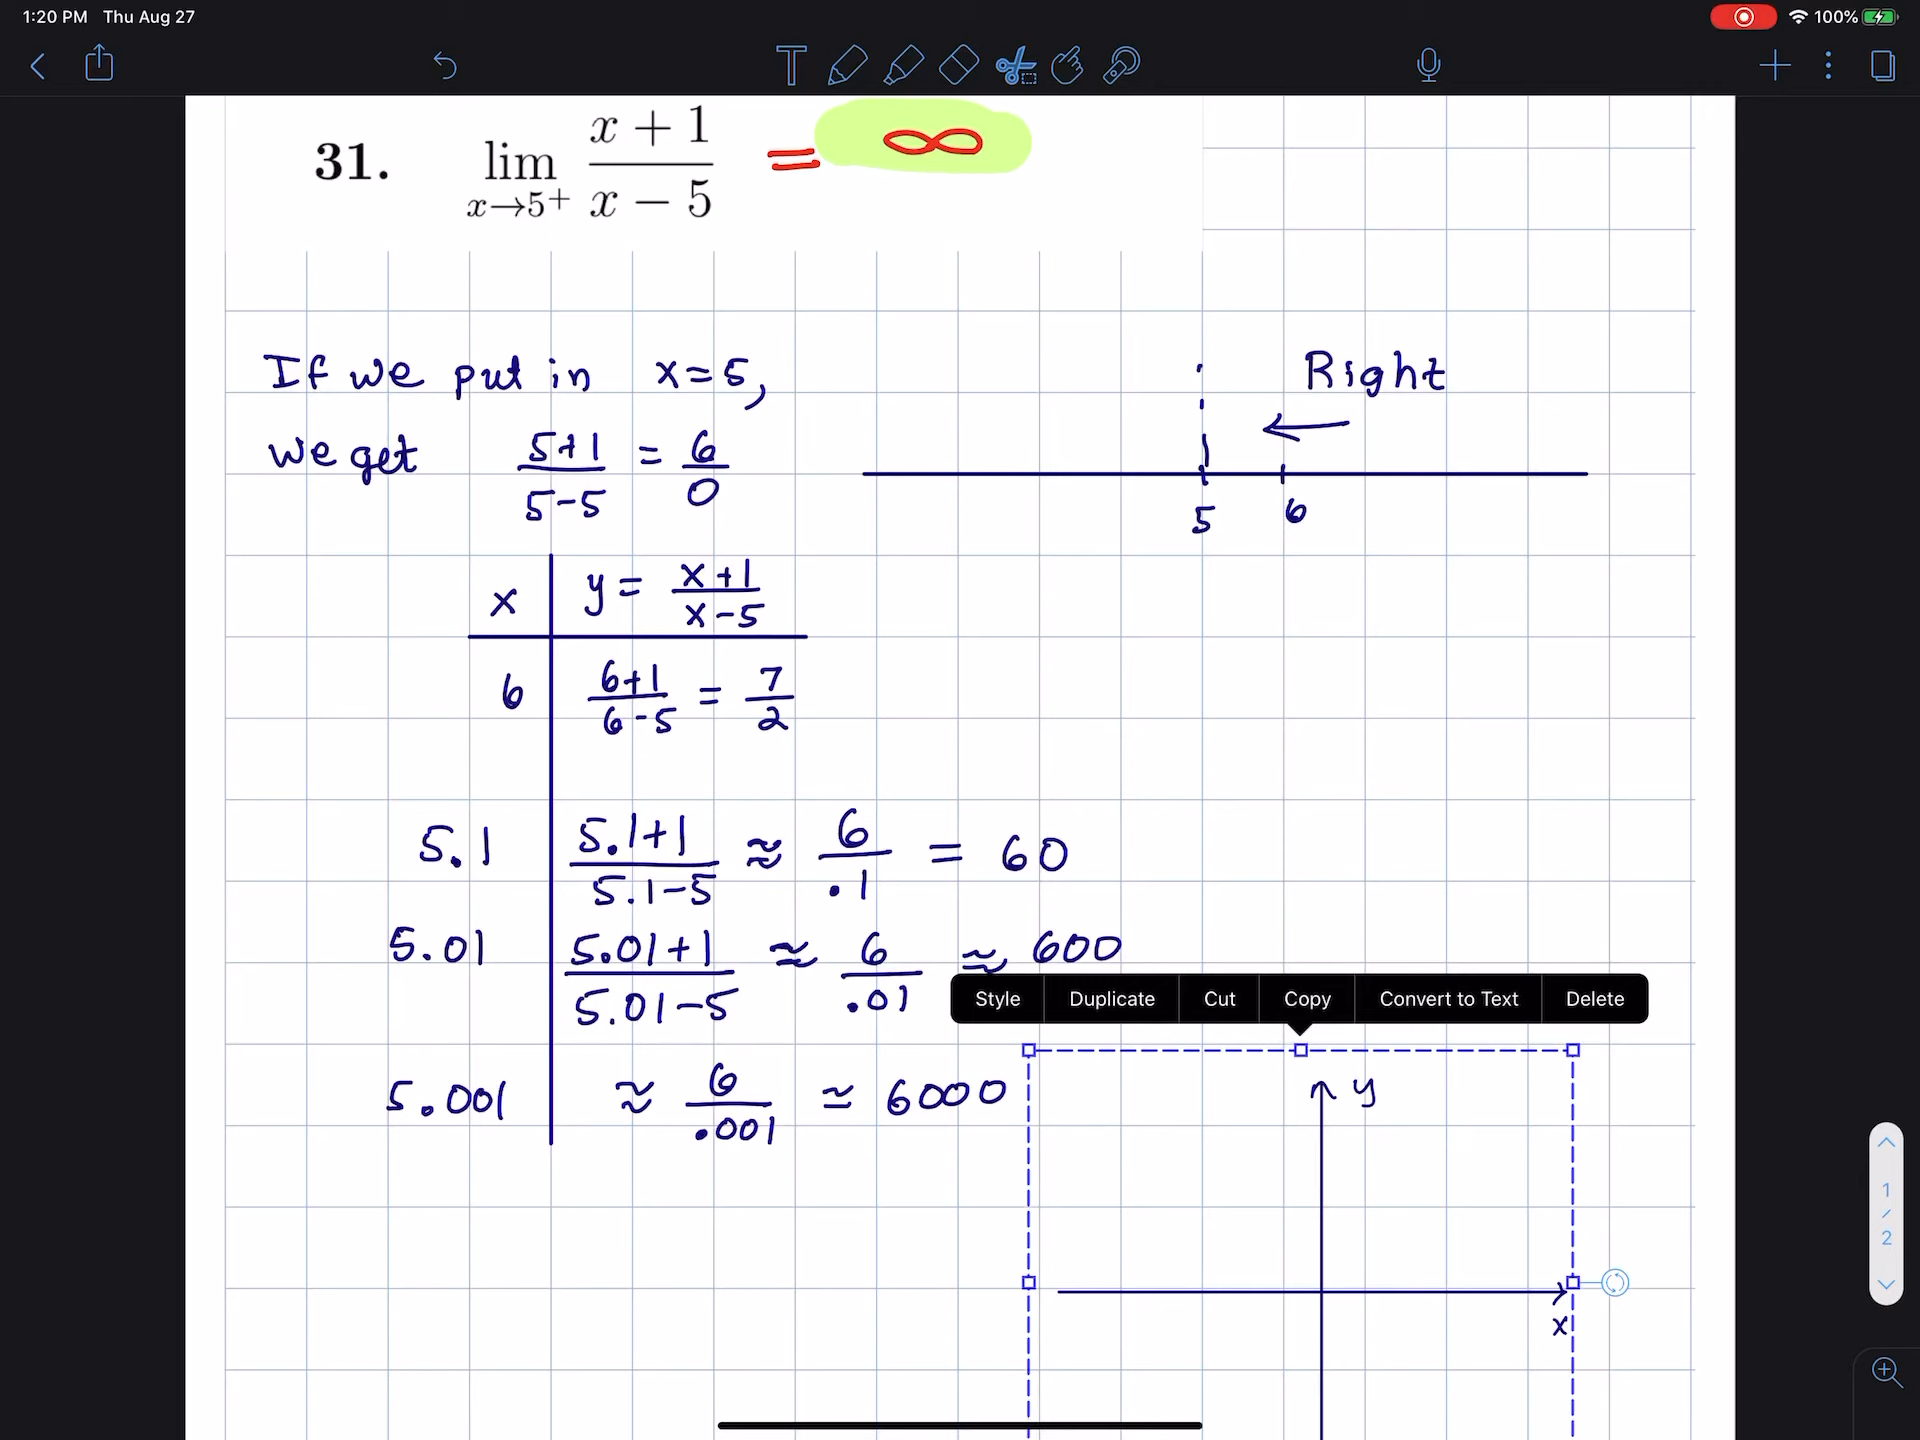 1:20 PM Thu Aug 27
100%
31. lim x→5⁺ (x + 1)/(x − 5) = ∞
If we put in x=5,
Right
we get (5+1)/(5-5) = 6/0
5 6
x | y = (x+1)/(x-5)
6 | (6+1)/(6-5) = 7/2
5.1 | (5.1+1)/(5.1-5) ≈ 6/.1 = 60
5.01 | (5.01+1)/(5.01-5) ≈ 6/.01 ≈ 600
Style Duplicate Cut Copy Convert to Text Delete
5.001 | ≈ 6/.001 ≈ 6000
y
x
1
/
2